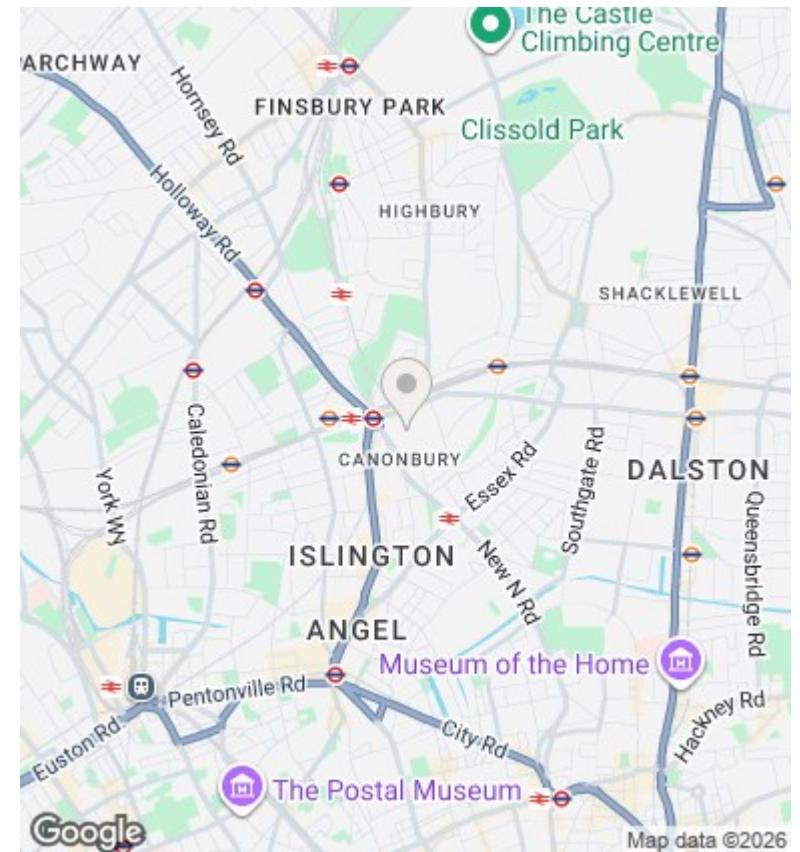 The Castle
Climbing Centre
ARCHWAY
Hornsey Rd
FINSBURY PARK
Clissold Park
Holloway Rd
HIGHBURY
SHACKLEWELL
Caledonian Rd
CANONBURY
York WN
Essex Rd
Southgate Rd
DALSTON
Queensbridge Rd
ISLINGTON
New N Rd
ANGEL
Museum of the Home
Pentonville Rd
Hackney Rd
Euston Rd
City Rd
The Postal Museum
Google
Map data ©2026